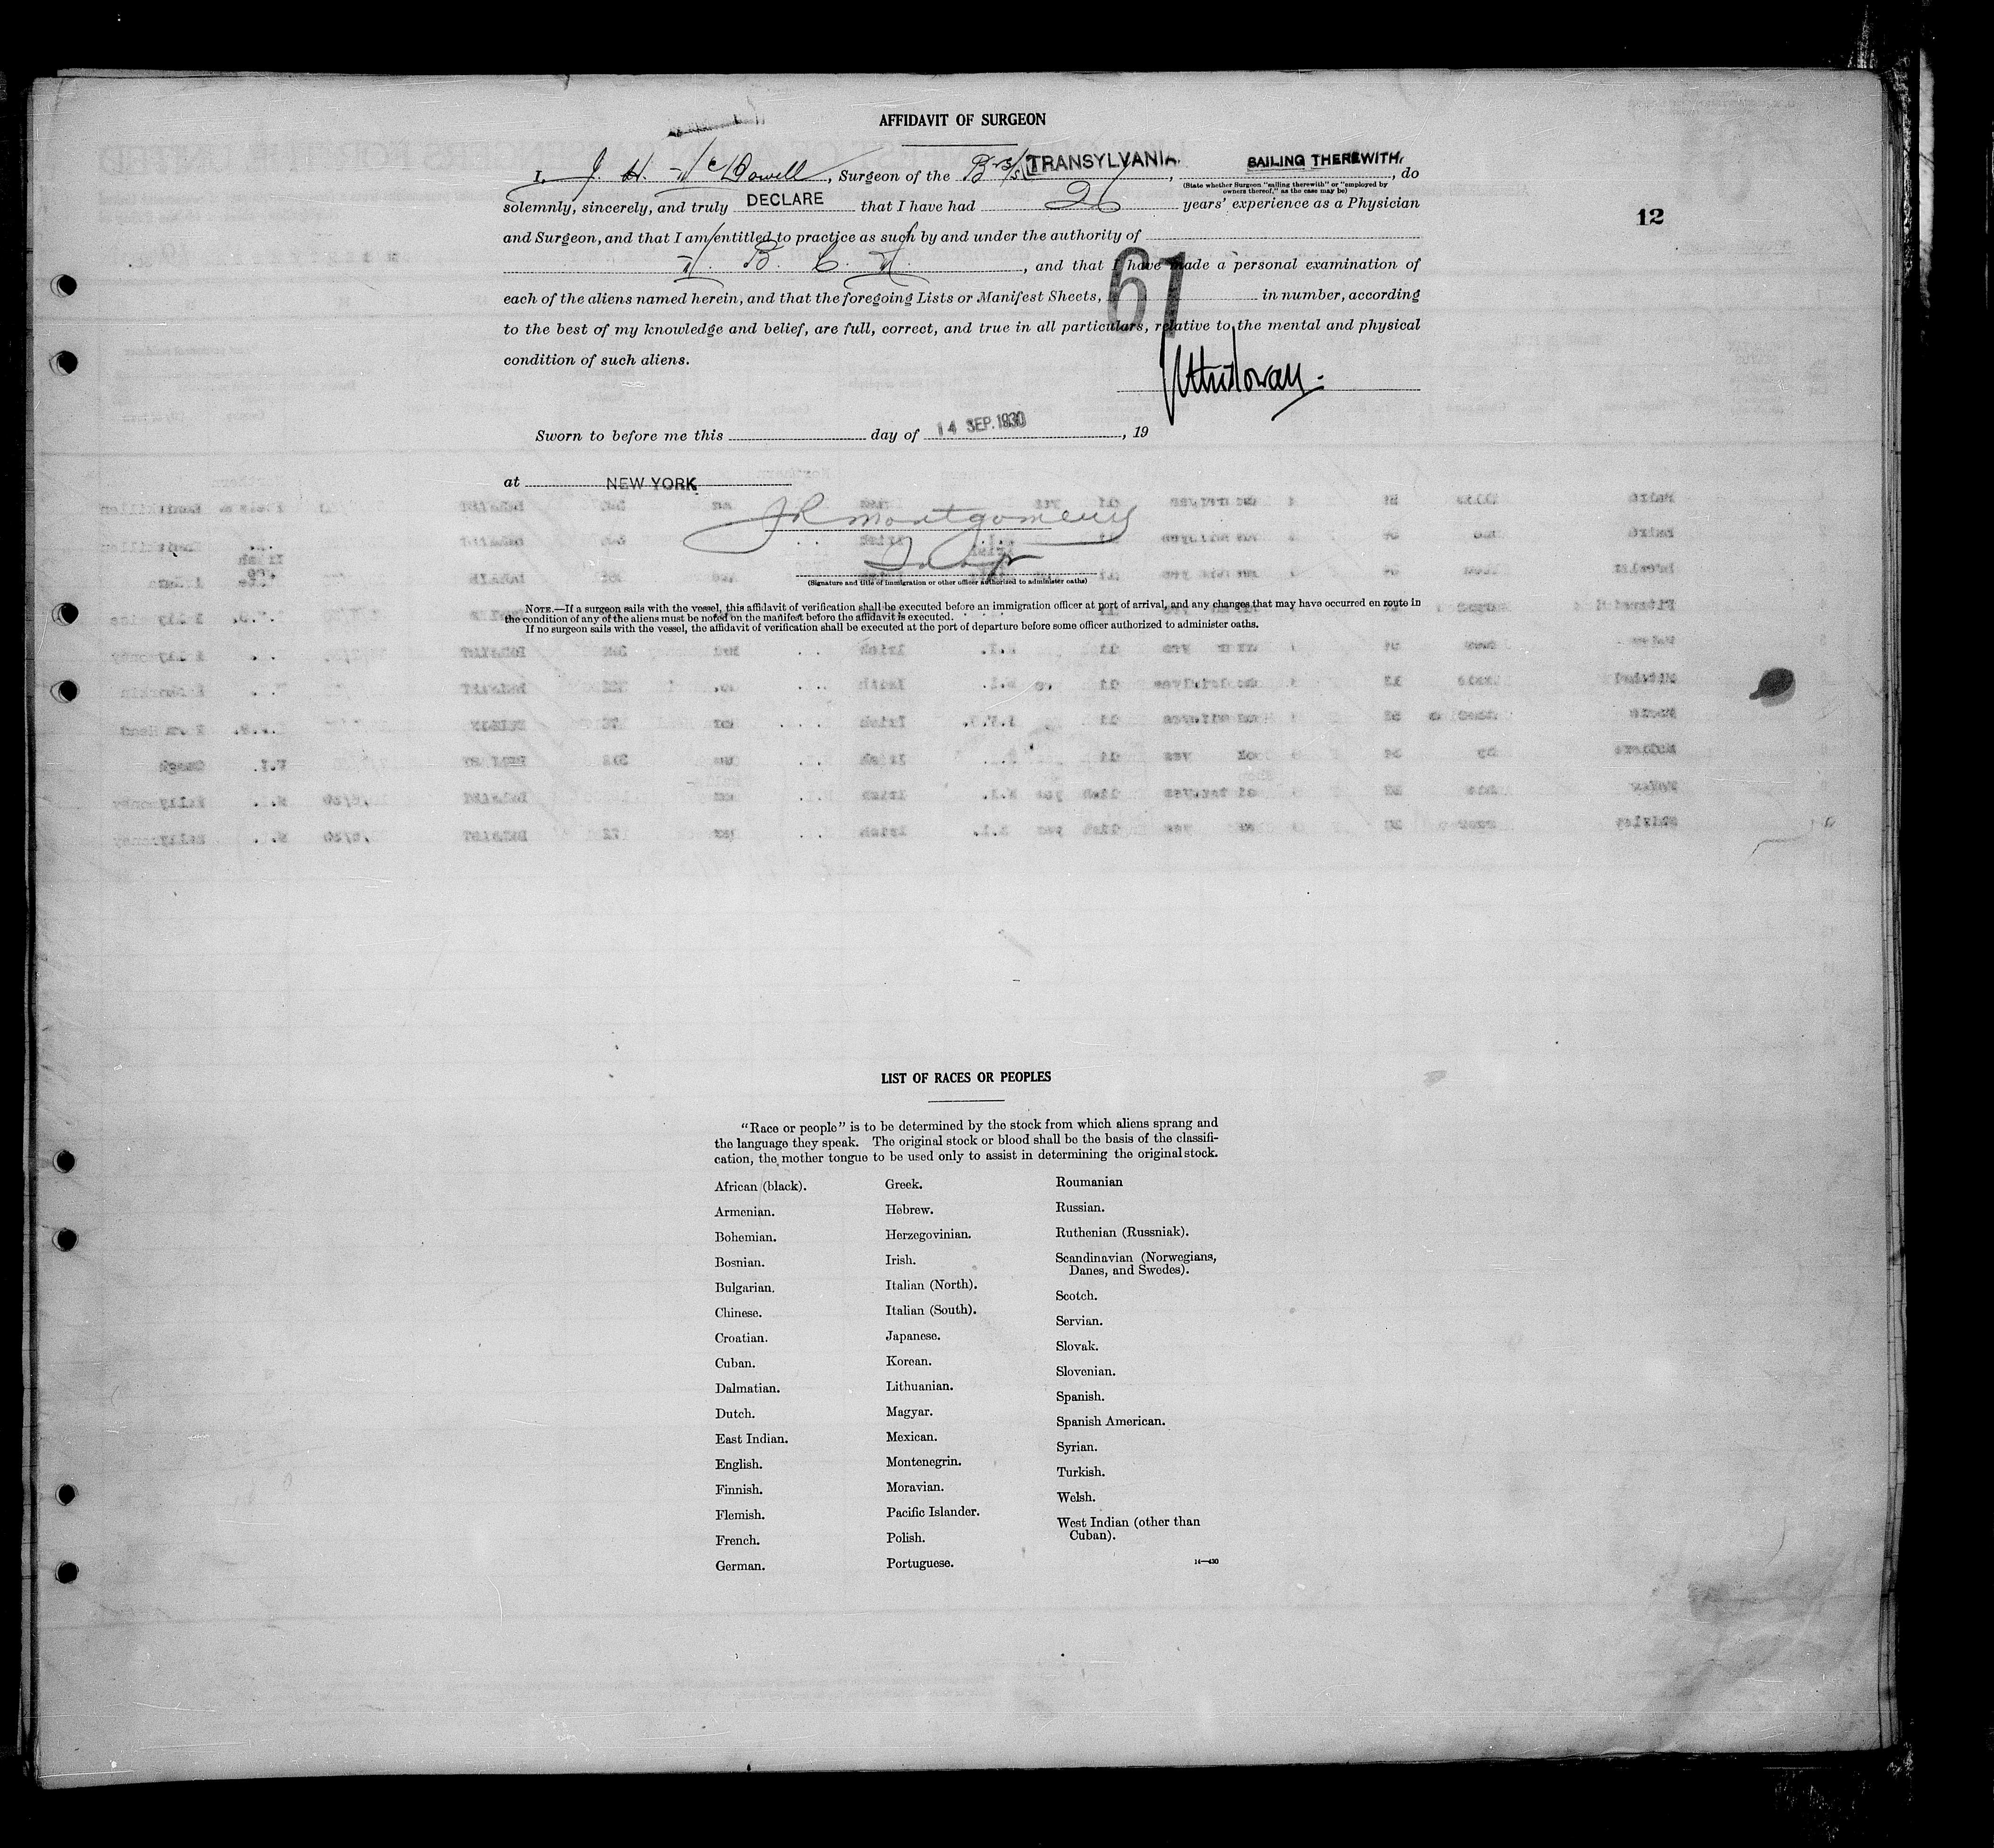 AFFIDAVIT OF SURGEON
12
I, J. H. McDowell, Surgeon of the Br S/S TRANSYLVANIA, SAILING THEREWITH, do
(State whether Surgeon "sailing therewith" or "employed by
owners thereof," as the case may be)
solemnly, sincerely, and truly DECLARE that I have had 26 years' experience as a Physician
and Surgeon, and that I am entitled to practice as such by and under the authority of
M. B. C. M., and that I have made a personal examination of
each of the aliens named herein, and that the foregoing Lists or Manifest Sheets, 61 in number, according
to the best of my knowledge and belief, are full, correct, and true in all particulars, relative to the mental and physical
condition of such aliens.
Sworn to before me this day of 14 SEP. 1930, 19
at NEW YORK
JR Montgomery
(Signature and title of immigration or other officer authorized to administer oaths)
NOTE.—If a surgeon sails with the vessel, this affidavit of verification shall be executed before an immigration officer at port of arrival, and any changes that may have occurred en route in
the condition of any of the aliens must be noted on the manifest before the affidavit is executed.
If no surgeon sails with the vessel, the affidavit of verification shall be executed at the port of departure before some officer authorized to administer oaths.
LIST OF RACES OR PEOPLES
"Race or people" is to be determined by the stock from which aliens sprang and
the language they speak. The original stock or blood shall be the basis of the classifi-
cation, the mother tongue to be used only to assist in determining the original stock.
African (black).
Armenian.
Bohemian.
Bosnian.
Bulgarian.
Chinese.
Croatian.
Cuban.
Dalmatian.
Dutch.
East Indian.
English.
Finnish.
Flemish.
French.
German.
Greek.
Hebrew.
Herzegovinian.
Irish.
Italian (North).
Italian (South).
Japanese.
Korean.
Lithuanian.
Magyar.
Mexican.
Montenegrin.
Moravian.
Pacific Islander.
Polish.
Portuguese.
Roumanian
Russian.
Ruthenian (Russniak).
Scandinavian (Norwegians,
Danes, and Swedes).
Scotch.
Servian.
Slovak.
Slovenian.
Spanish.
Spanish American.
Syrian.
Turkish.
Welsh.
West Indian (other than
Cuban).
14—430